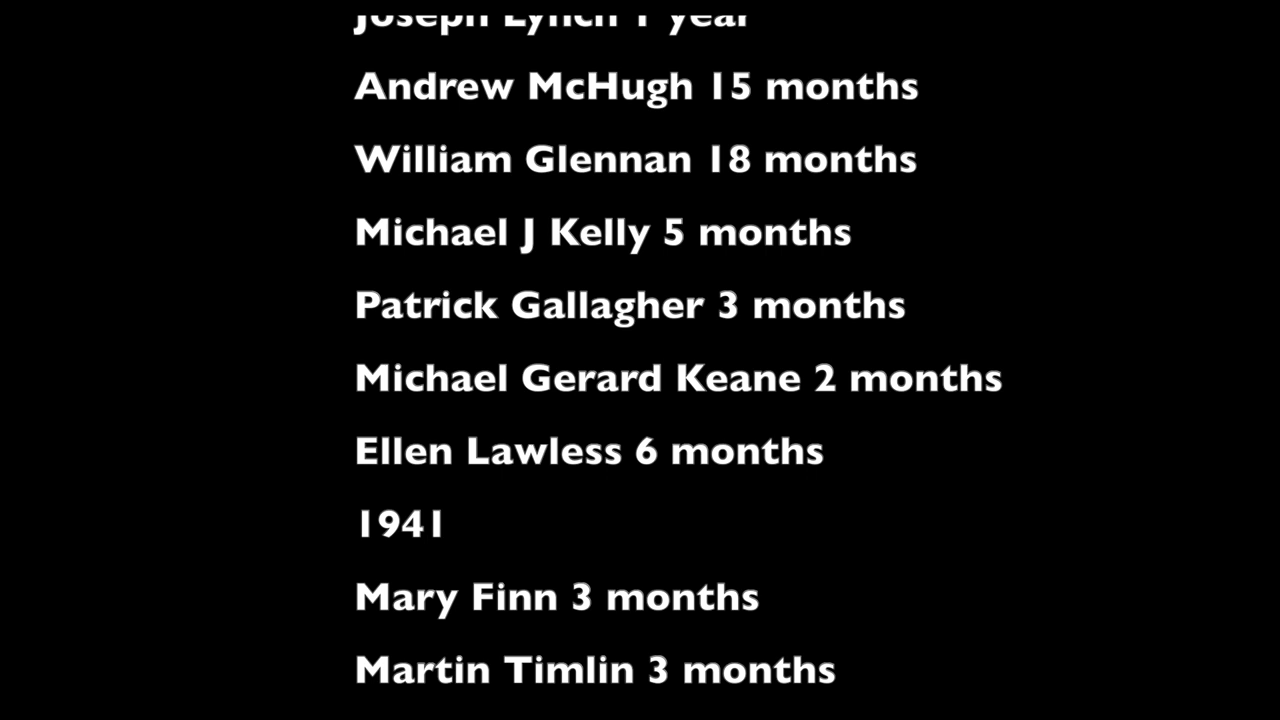 Joseph Lynch 1 year
Andrew McHugh 15 months
William Glennan 18 months
Michael J Kelly 5 months
Patrick Gallagher 3 months
Michael Gerard Keane 2 months
Ellen Lawless 6 months
1941
Mary Finn 3 months
Martin Timlin 3 months